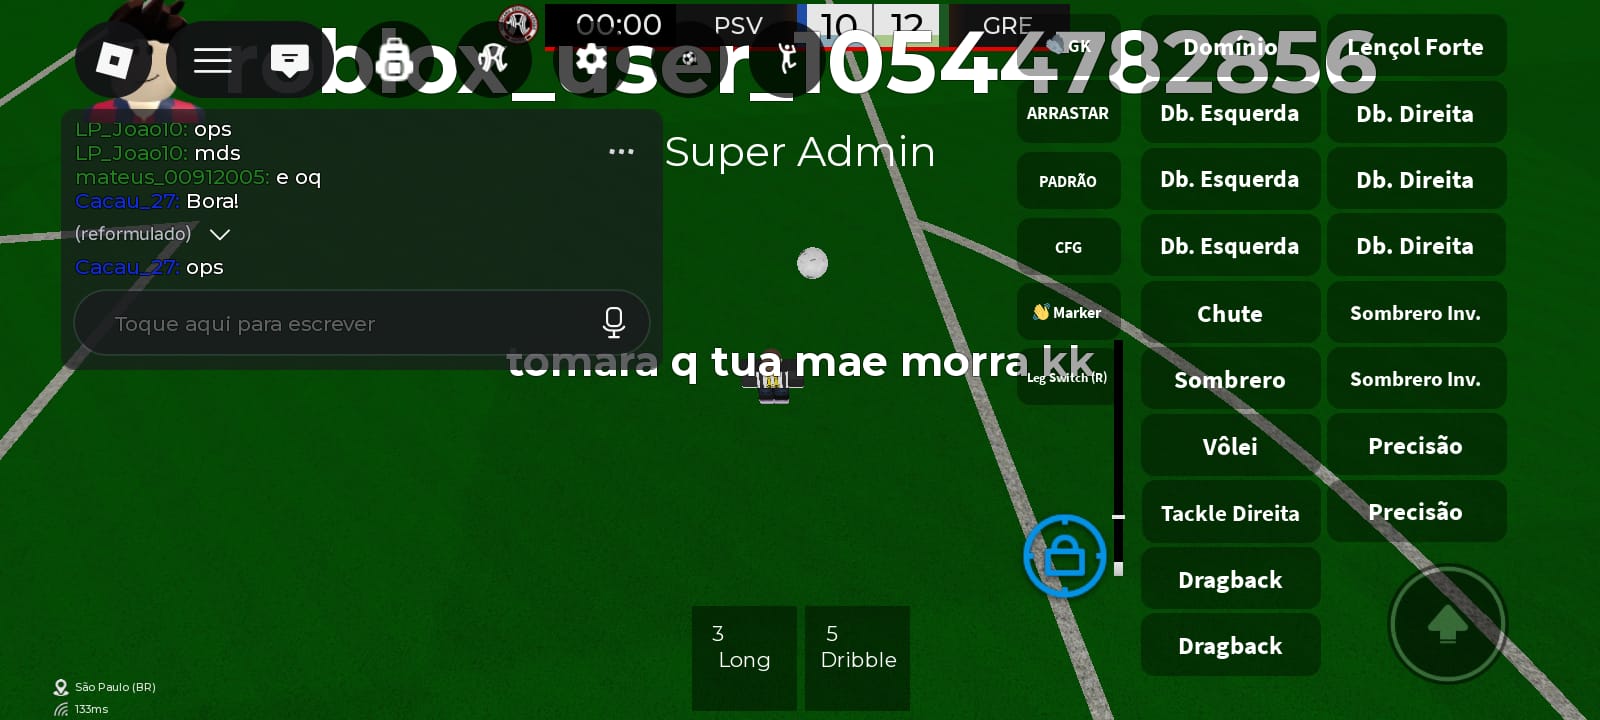 00:00 PSV 10 12 GRE
roblox_user_10544782856
Super Admin
LP_Joao10: ops
LP_Joao10: mds
mateus_00912005: e oq
Cacau_27: Bora!
(reformulado)
Cacau_27: ops
Toque aqui para escrever
tomara q tua mae morra kk
GK
ARRASTAR
PADRÃO
CFG
Marker
Leg Switch (R)
Domínio Lençol Forte
Db. Esquerda Db. Direita
Db. Esquerda Db. Direita
Db. Esquerda Db. Direita
Chute Sombrero Inv.
Sombrero Sombrero Inv.
Vôlei Precisão
Tackle Direita Precisão
Dragback
Dragback
3 5
Long Dribble
São Paulo (BR)
133ms